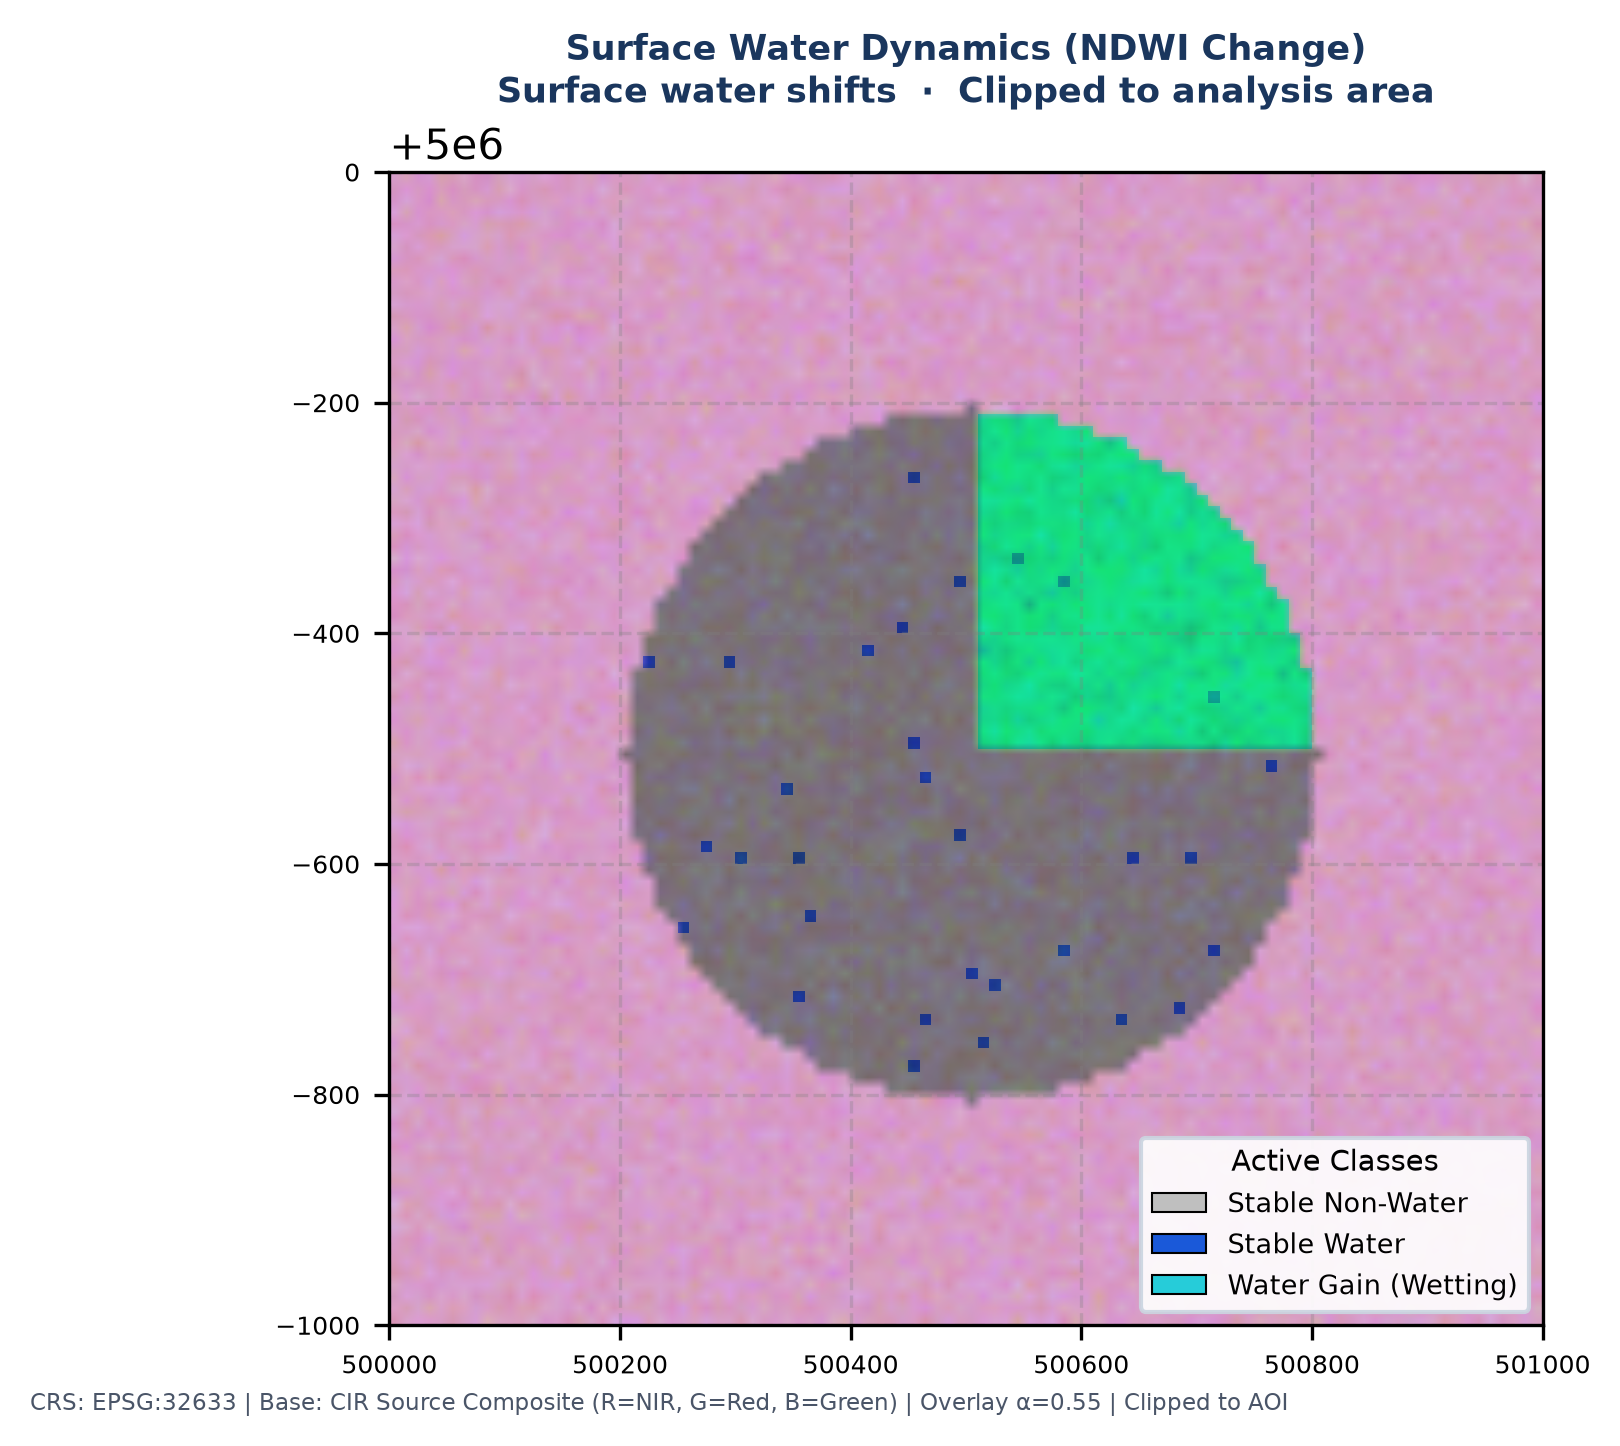 Surface Water Dynamics (NDWI Change)
Surface water shifts · Clipped to analysis area
+5e6
0
−200
−400
−600
−800
−1000
500000 500200 500400 500600 500800 501000
Active Classes
Stable Non-Water
Stable Water
Water Gain (Wetting)
CRS: EPSG:32633 | Base: CIR Source Composite (R=NIR, G=Red, B=Green) | Overlay α=0.55 | Clipped to AOI